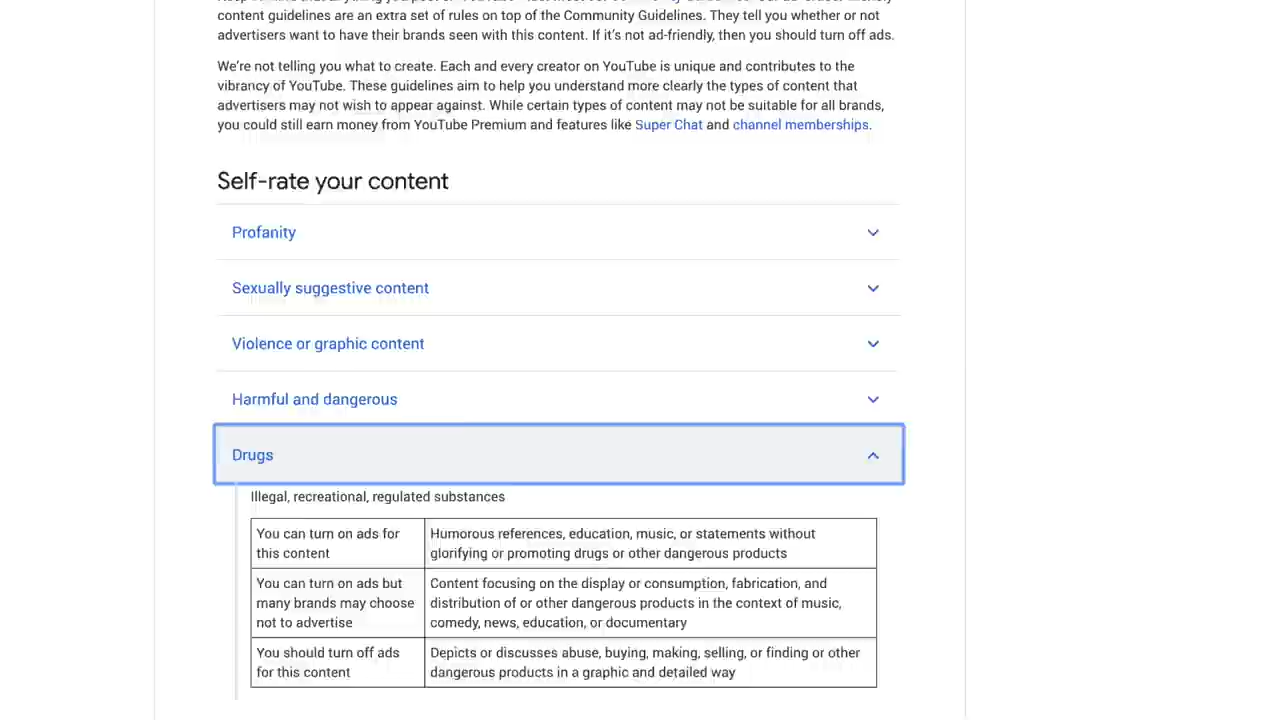 content guidelines are an extra set of rules on top of the Community Guidelines. They tell you whether or not
advertisers want to have their brands seen with this content. If it's not ad-friendly, then you should turn off ads.
We're not telling you what to create. Each and every creator on YouTube is unique and contributes to the
vibrancy of YouTube. These guidelines aim to help you understand more clearly the types of content that
advertisers may not wish to appear against. While certain types of content may not be suitable for all brands,
you could still earn money from YouTube Premium and features like Super Chat and channel memberships.
Self-rate your content
Profanity
Sexually suggestive content
Violence or graphic content
Harmful and dangerous
Drugs
Illegal, recreational, regulated substances
You can turn on ads for
this content
Humorous references, education, music, or statements without
glorifying or promoting drugs or other dangerous products
You can turn on ads but
many brands may choose
not to advertise
Content focusing on the display or consumption, fabrication, and
distribution of or other dangerous products in the context of music,
comedy, news, education, or documentary
You should turn off ads
for this content
Depicts or discusses abuse, buying, making, selling, or finding or other
dangerous products in a graphic and detailed way